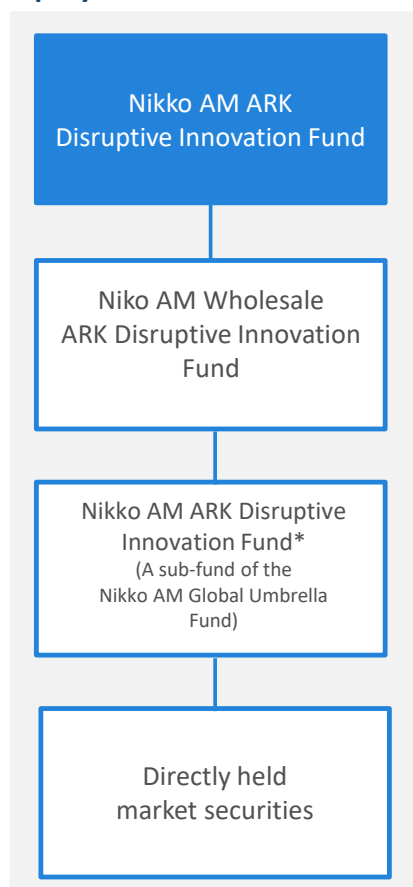 Nikko AM ARK
Disruptive Innovation Fund
Niko AM Wholesale
ARK Disruptive Innovation
Fund
Nikko AM ARK Disruptive
Innovation Fund*
(A sub-fund of the
Nikko AM Global Umbrella
Fund)
Directly held
market securities